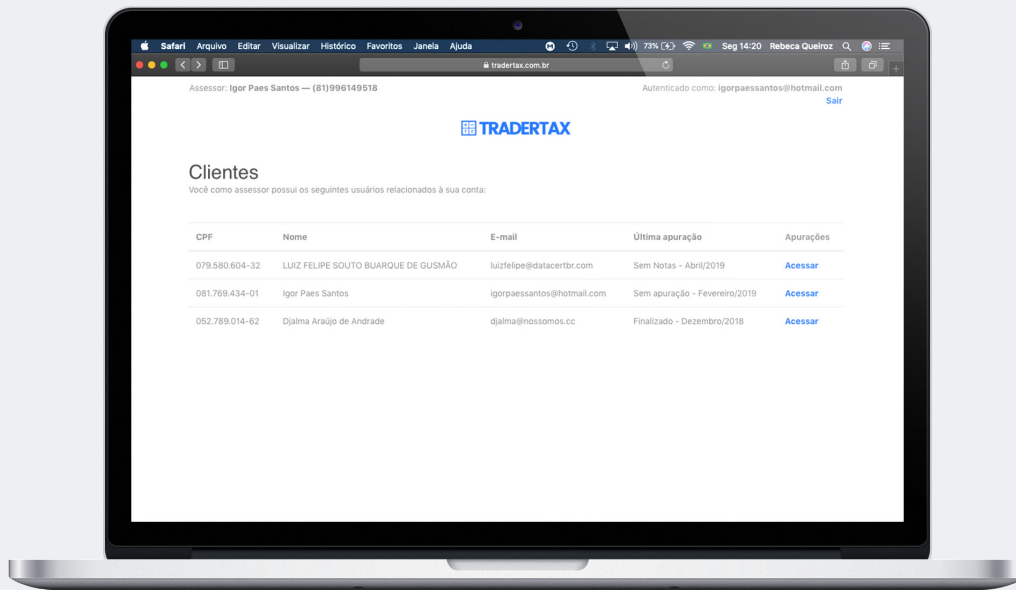 Safari Arquivo Editar Visualizar Histórico Favoritos Janela Ajuda 73% Seg 14:20 Rebeca Queiroz
tradertax.com.br
Assessor: Igor Paes Santos — (81)996149518 Autenticado como: igorpaessantos@hotmail.com
Sair
TRADERTAX
Clientes
Você como assessor possui os seguintes usuários relacionados à sua conta:
CPF Nome E-mail Última apuração Apurações
079.580.604-32 LUIZ FELIPE SOUTO BUARQUE DE GUSMÃO luizfelipe@datacertbr.com Sem Notas - Abril/2019 Acessar
081.769.434-01 Igor Paes Santos igorpaessantos@hotmail.com Sem apuração - Fevereiro/2019 Acessar
052.789.014-62 Djalma Araújo de Andrade djalma@nossomos.cc Finalizado - Dezembro/2018 Acessar